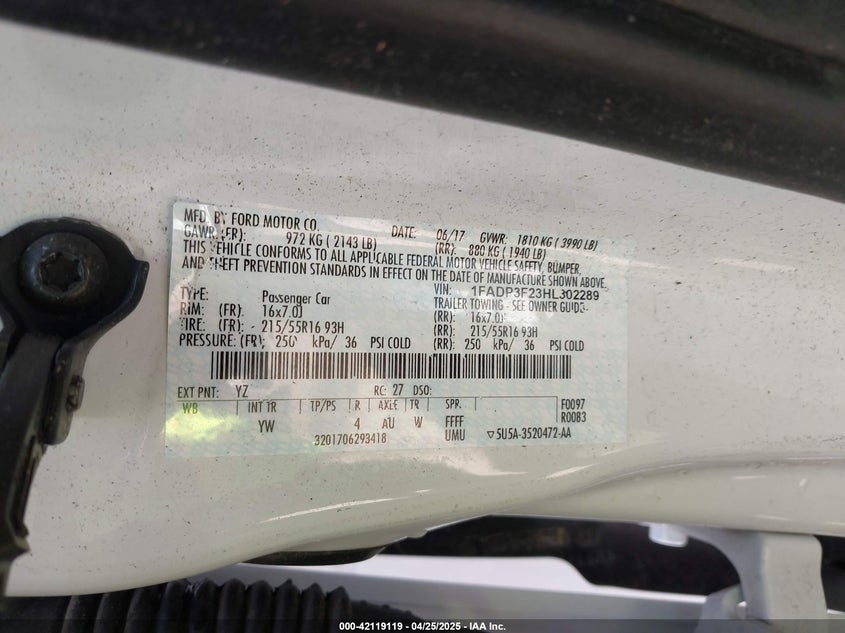 MFD. BY FORD MOTOR CO. DATE: 06/17 GVWR: 1810 KG ( 3990 LB)
GAWR: (FR): 972 KG ( 2143 LB) (RR): 880 KG ( 1940 LB)
THIS VEHICLE CONFORMS TO ALL APPLICABLE FEDERAL MOTOR VEHICLE SAFETY, BUMPER,
AND THEFT PREVENTION STANDARDS IN EFFECT ON THE DATE OF MANUFACTURE SHOWN ABOVE.
VIN: 1FADP3F23HL302289
TYPE: Passenger Car TRAILER TOWING - SEE OWNER GUIDE
RIM: (FR): 16x7.0J (RR): 16x7.0J
TIRE: (FR): 215/55R16 93H (RR): 215/55R16 93H
PRESSURE: (FR): 250 kPa/ 36 PSI COLD (RR): 250 kPa/ 36 PSI COLD
EXT PNT: YZ RC: 27 DSO:
WB INT TR TP/PS R AXLE TR SPR F0097
YW 4 AU W FFFF R0083
3201706293418 UMU ▽5U5A-3520472-AA
000-42119119 - 04/25/2025 - IAA Inc.